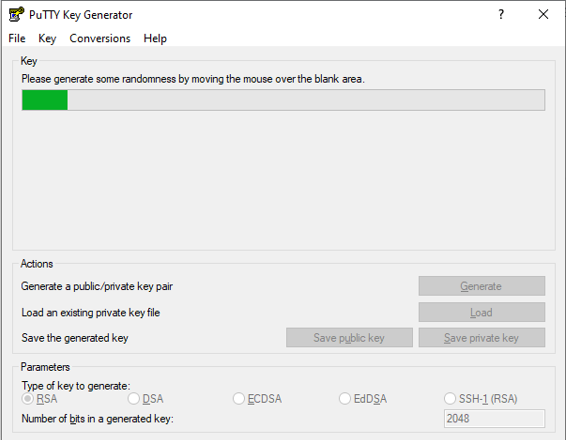 PuTTY Key Generator
?
File Key Conversions Help
Key
Please generate some randomness by moving the mouse over the blank area.
Actions
Generate a public/private key pair
Generate
Load an existing private key file
Load
Save the generated key
Save public key
Save private key
Parameters
Type of key to generate:
RSA
DSA
ECDSA
EdDSA
SSH-1 (RSA)
Number of bits in a generated key:
2048